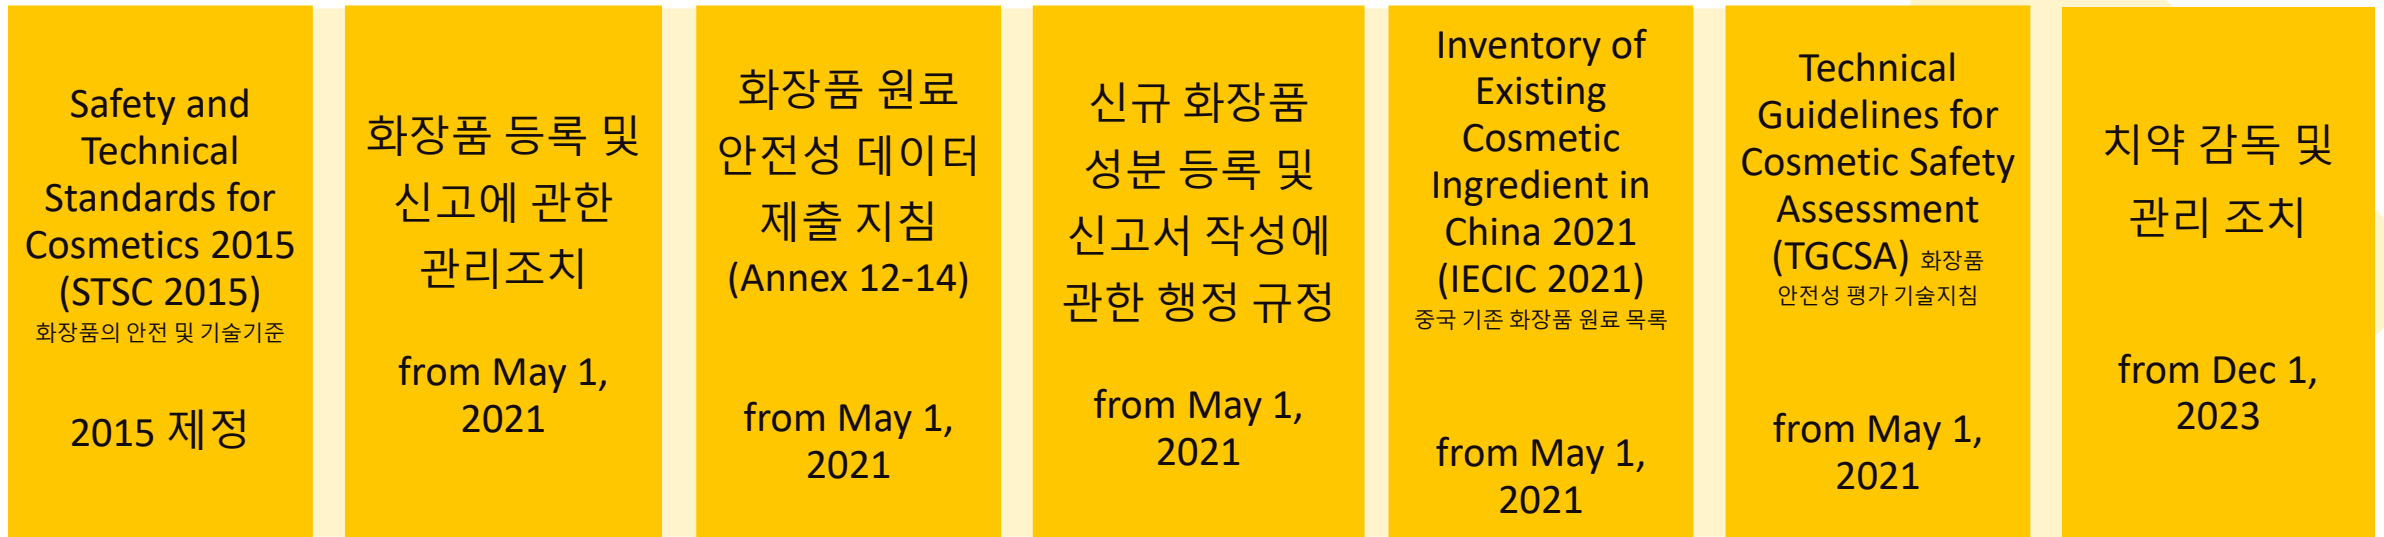 Safety and
Technical
Standards for
Cosmetics 2015
(STSC 2015)
화장품의 안전 및 기술기준
2015 제정
화장품 등록 및
신고에 관한
관리조치
from May 1,
2021
화장품 원료
안전성 데이터
제출 지침
(Annex 12-14)
from May 1,
2021
신규 화장품
성분 등록 및
신고서 작성에
관한 행정 규정
from May 1,
2021
Inventory of
Existing
Cosmetic
Ingredient in
China 2021
(IECIC 2021)
중국 기존 화장품 원료 목록
from May 1,
2021
Technical
Guidelines for
Cosmetic Safety
Assessment
(TGCSA) 화장품
안전성 평가 기술지침
from May 1,
2021
치약 감독 및
관리 조치
from Dec 1,
2023